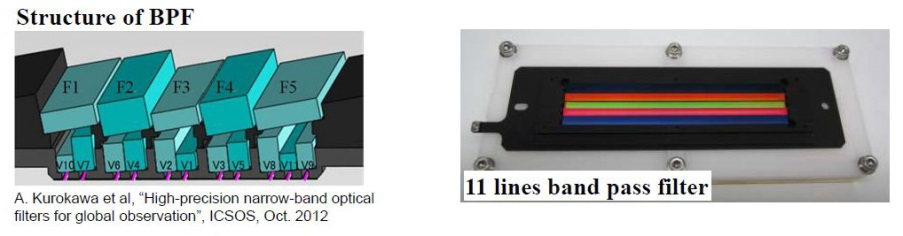 Structure of BPF
F1 F2 F3 F4 F5
V10 V7 V6 V4 V2 V1 V3 V5 V8 V11 V9
A. Kurokawa et al, “High-precision narrow-band optical
filters for global observation”, ICSOS, Oct. 2012
11 lines band pass filter